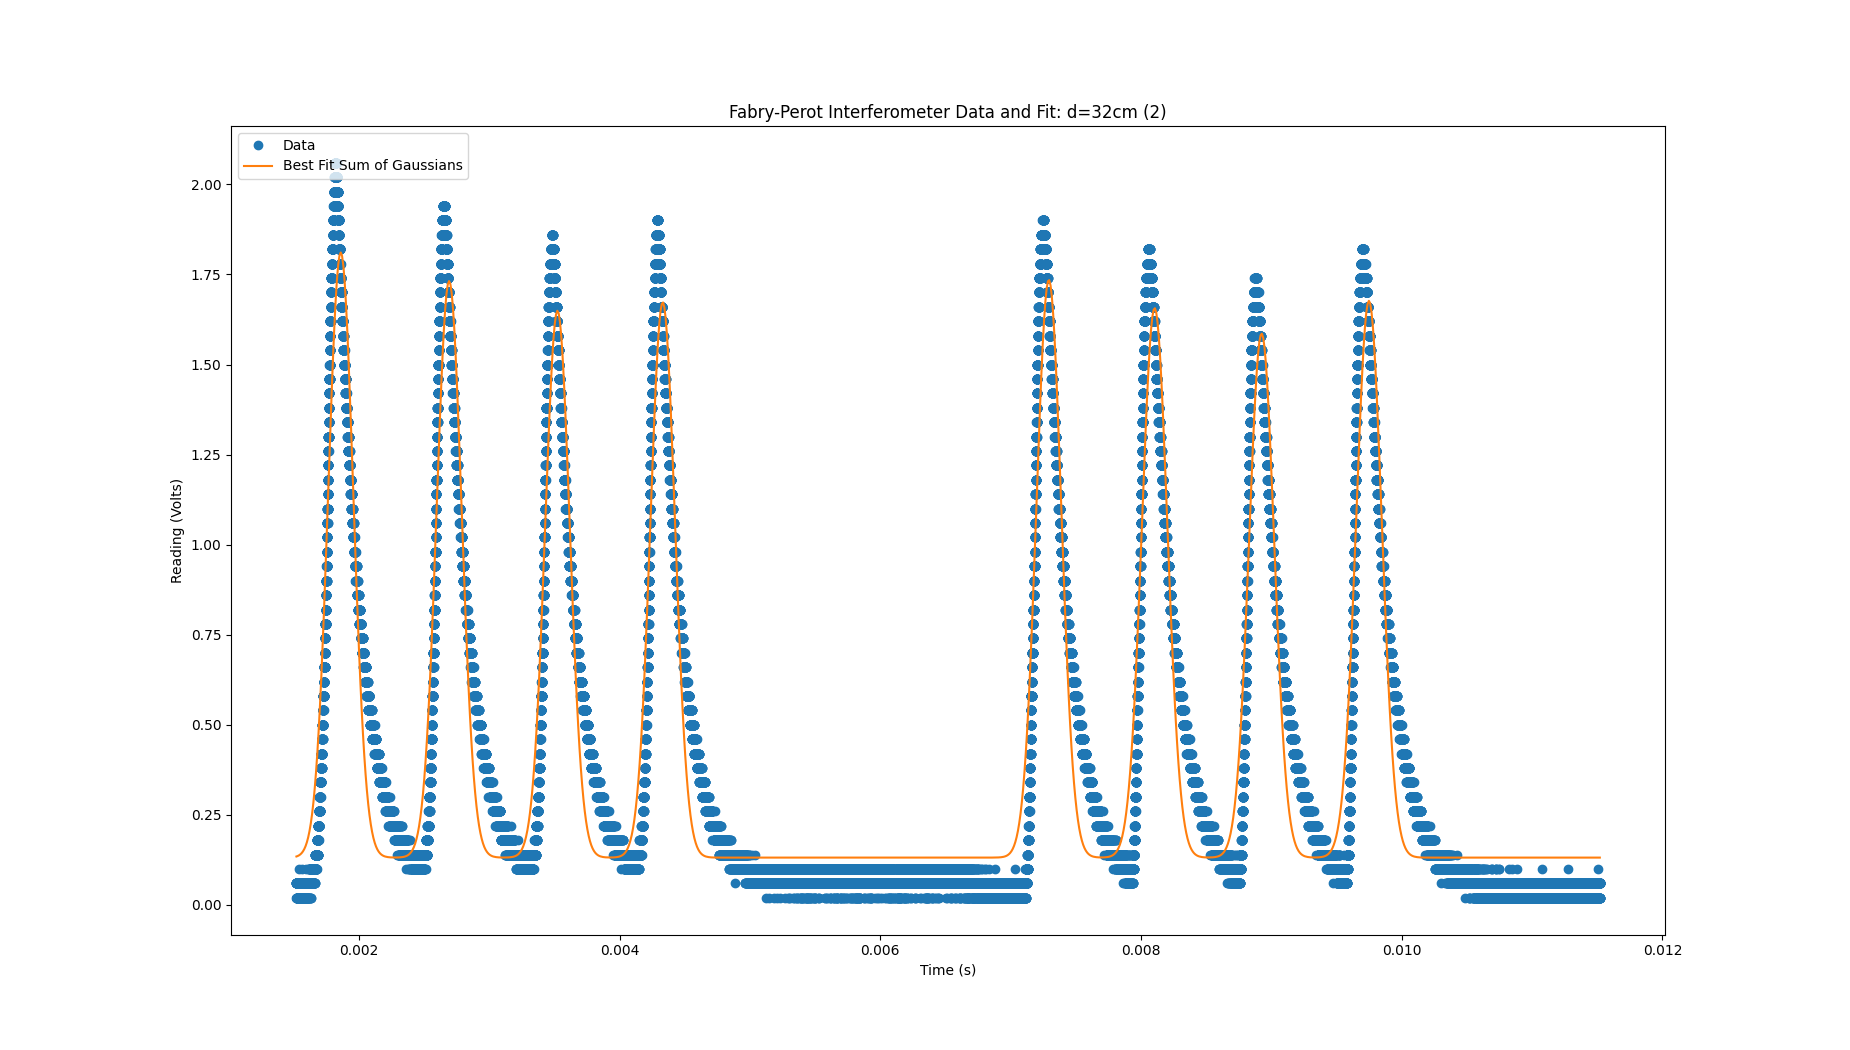 Fabry-Perot Interferometer Data and Fit: d=32cm (2)
Data
Best Fit Sum of Gaussians
2.00
1.75
1.50
1.25
1.00
0.75
0.50
0.25
0.00
Reading (Volts)
0.002 0.004 0.006 0.008 0.010 0.012
Time (s)